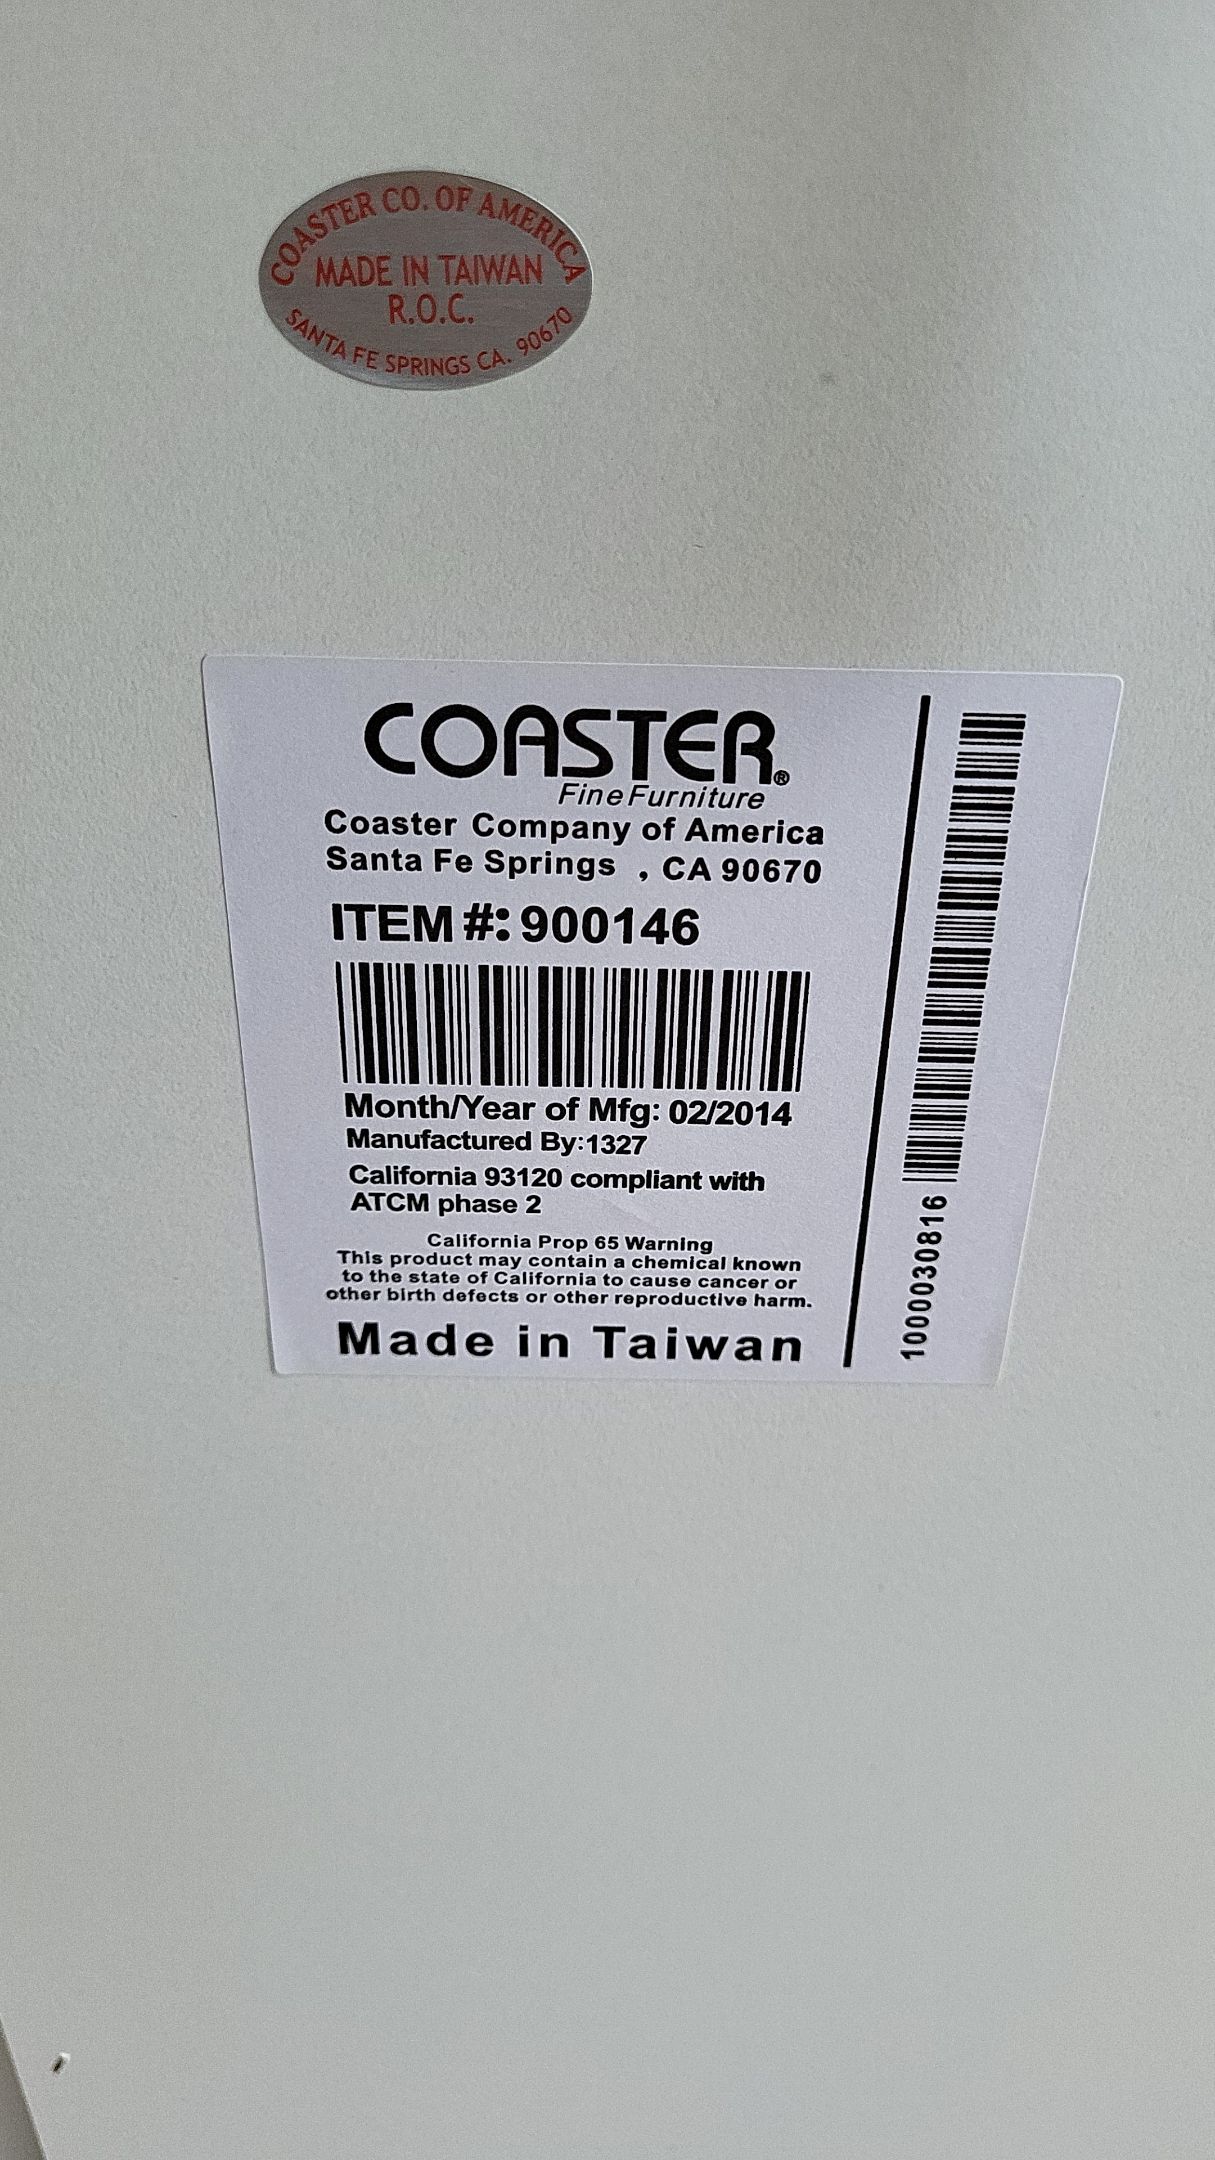 COASTER CO. OF AMERICA
MADE IN TAIWAN
R.O.C.
SANTA FE SPRINGS CA. 90670
COASTER®
Fine Furniture
Coaster Company of America
Santa Fe Springs , CA 90670
ITEM #: 900146
Month/Year of Mfg: 02/2014
Manufactured By:1327
California 93120 compliant with
ATCM phase 2
California Prop 65 Warning
This product may contain a chemical known
to the state of California to cause cancer or
other birth defects or other reproductive harm.
Made in Taiwan
1000030816